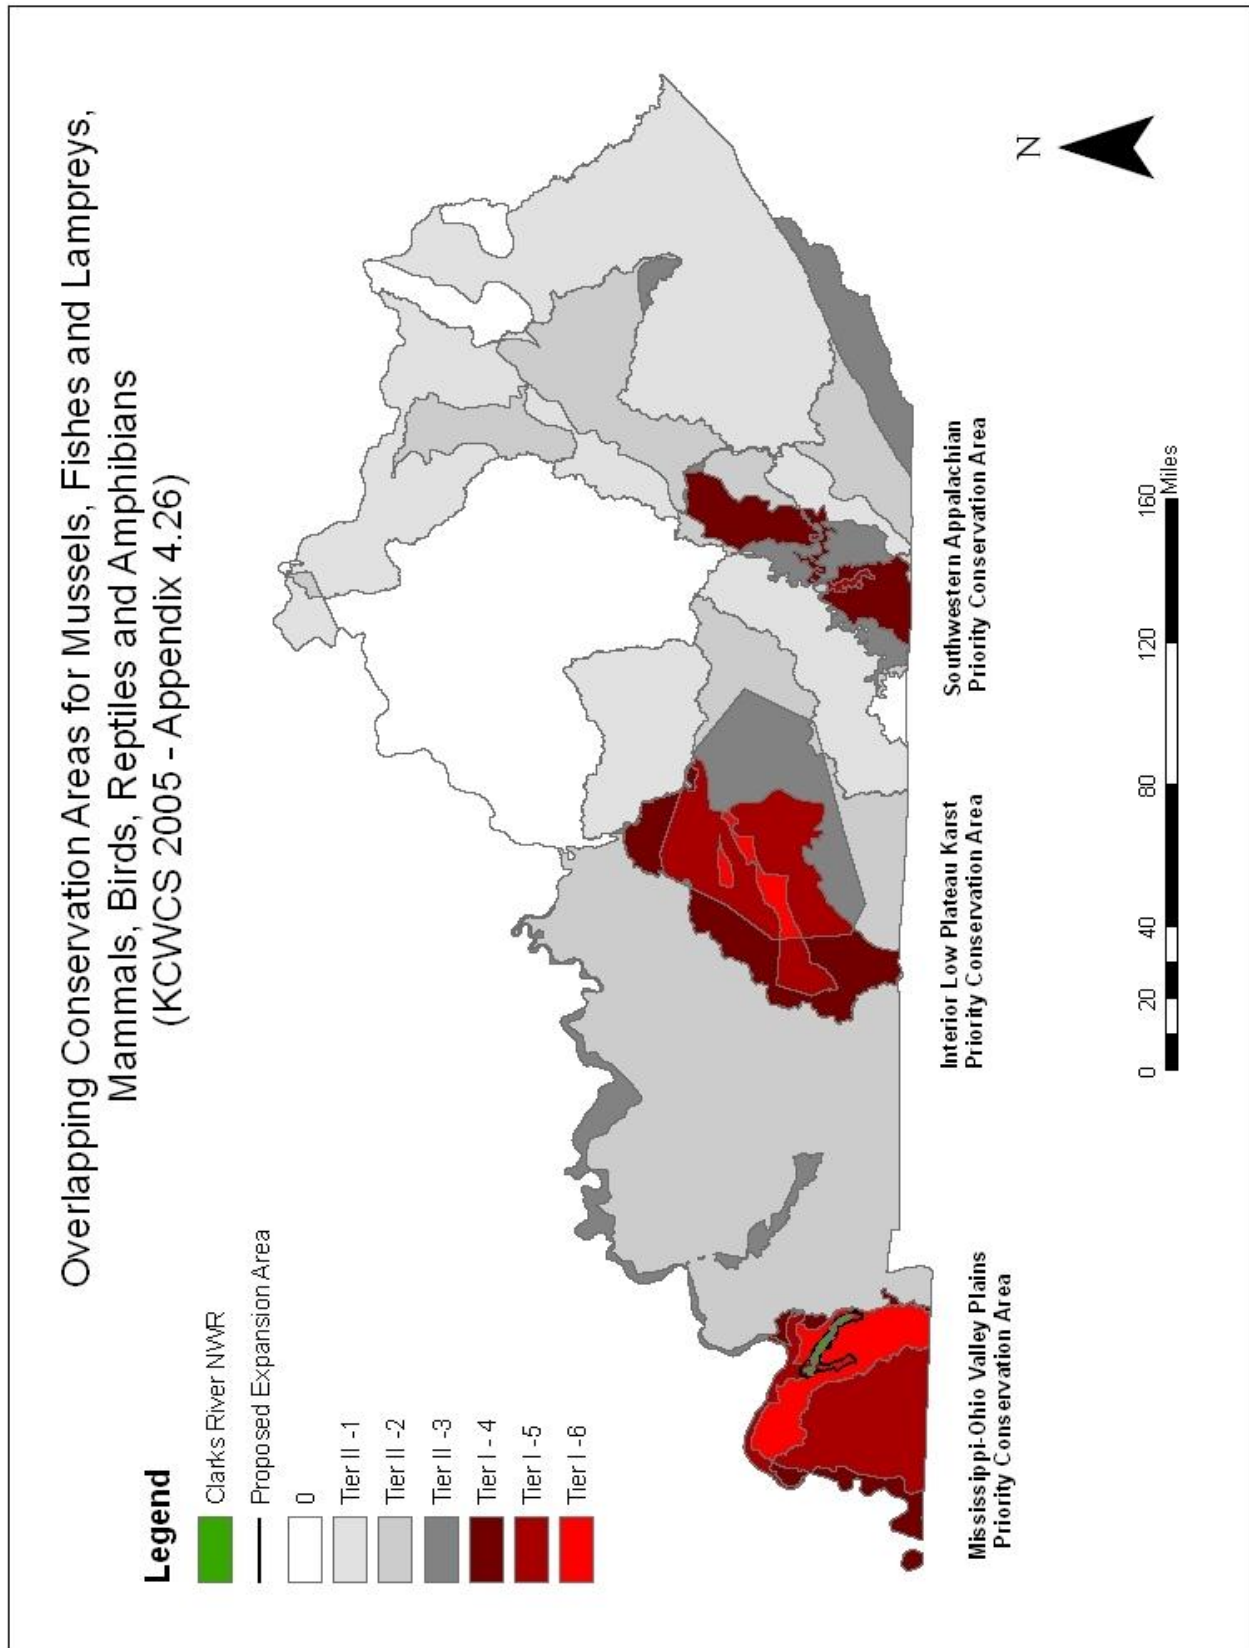 Overlapping Conservation Areas for Mussels, Fishes and Lampreys,
Mammals, Birds, Reptiles and Amphibians
(KCWCS 2005 - Appendix 4.26)
Legend
Clarks River NWR
Proposed Expansion Area
0
Tier III -1
Tier III -2
Tier II -3
Tier I - 4
Tier I -5
Tier I -6
Mississippi-Ohio Valley Plains
Priority Conservation Area
Interior Low Plateau Karst
Priority Conservation Area
Southwestern Appalachian
Priority Conservation Area
N
0 20 40 80 120 160
Miles